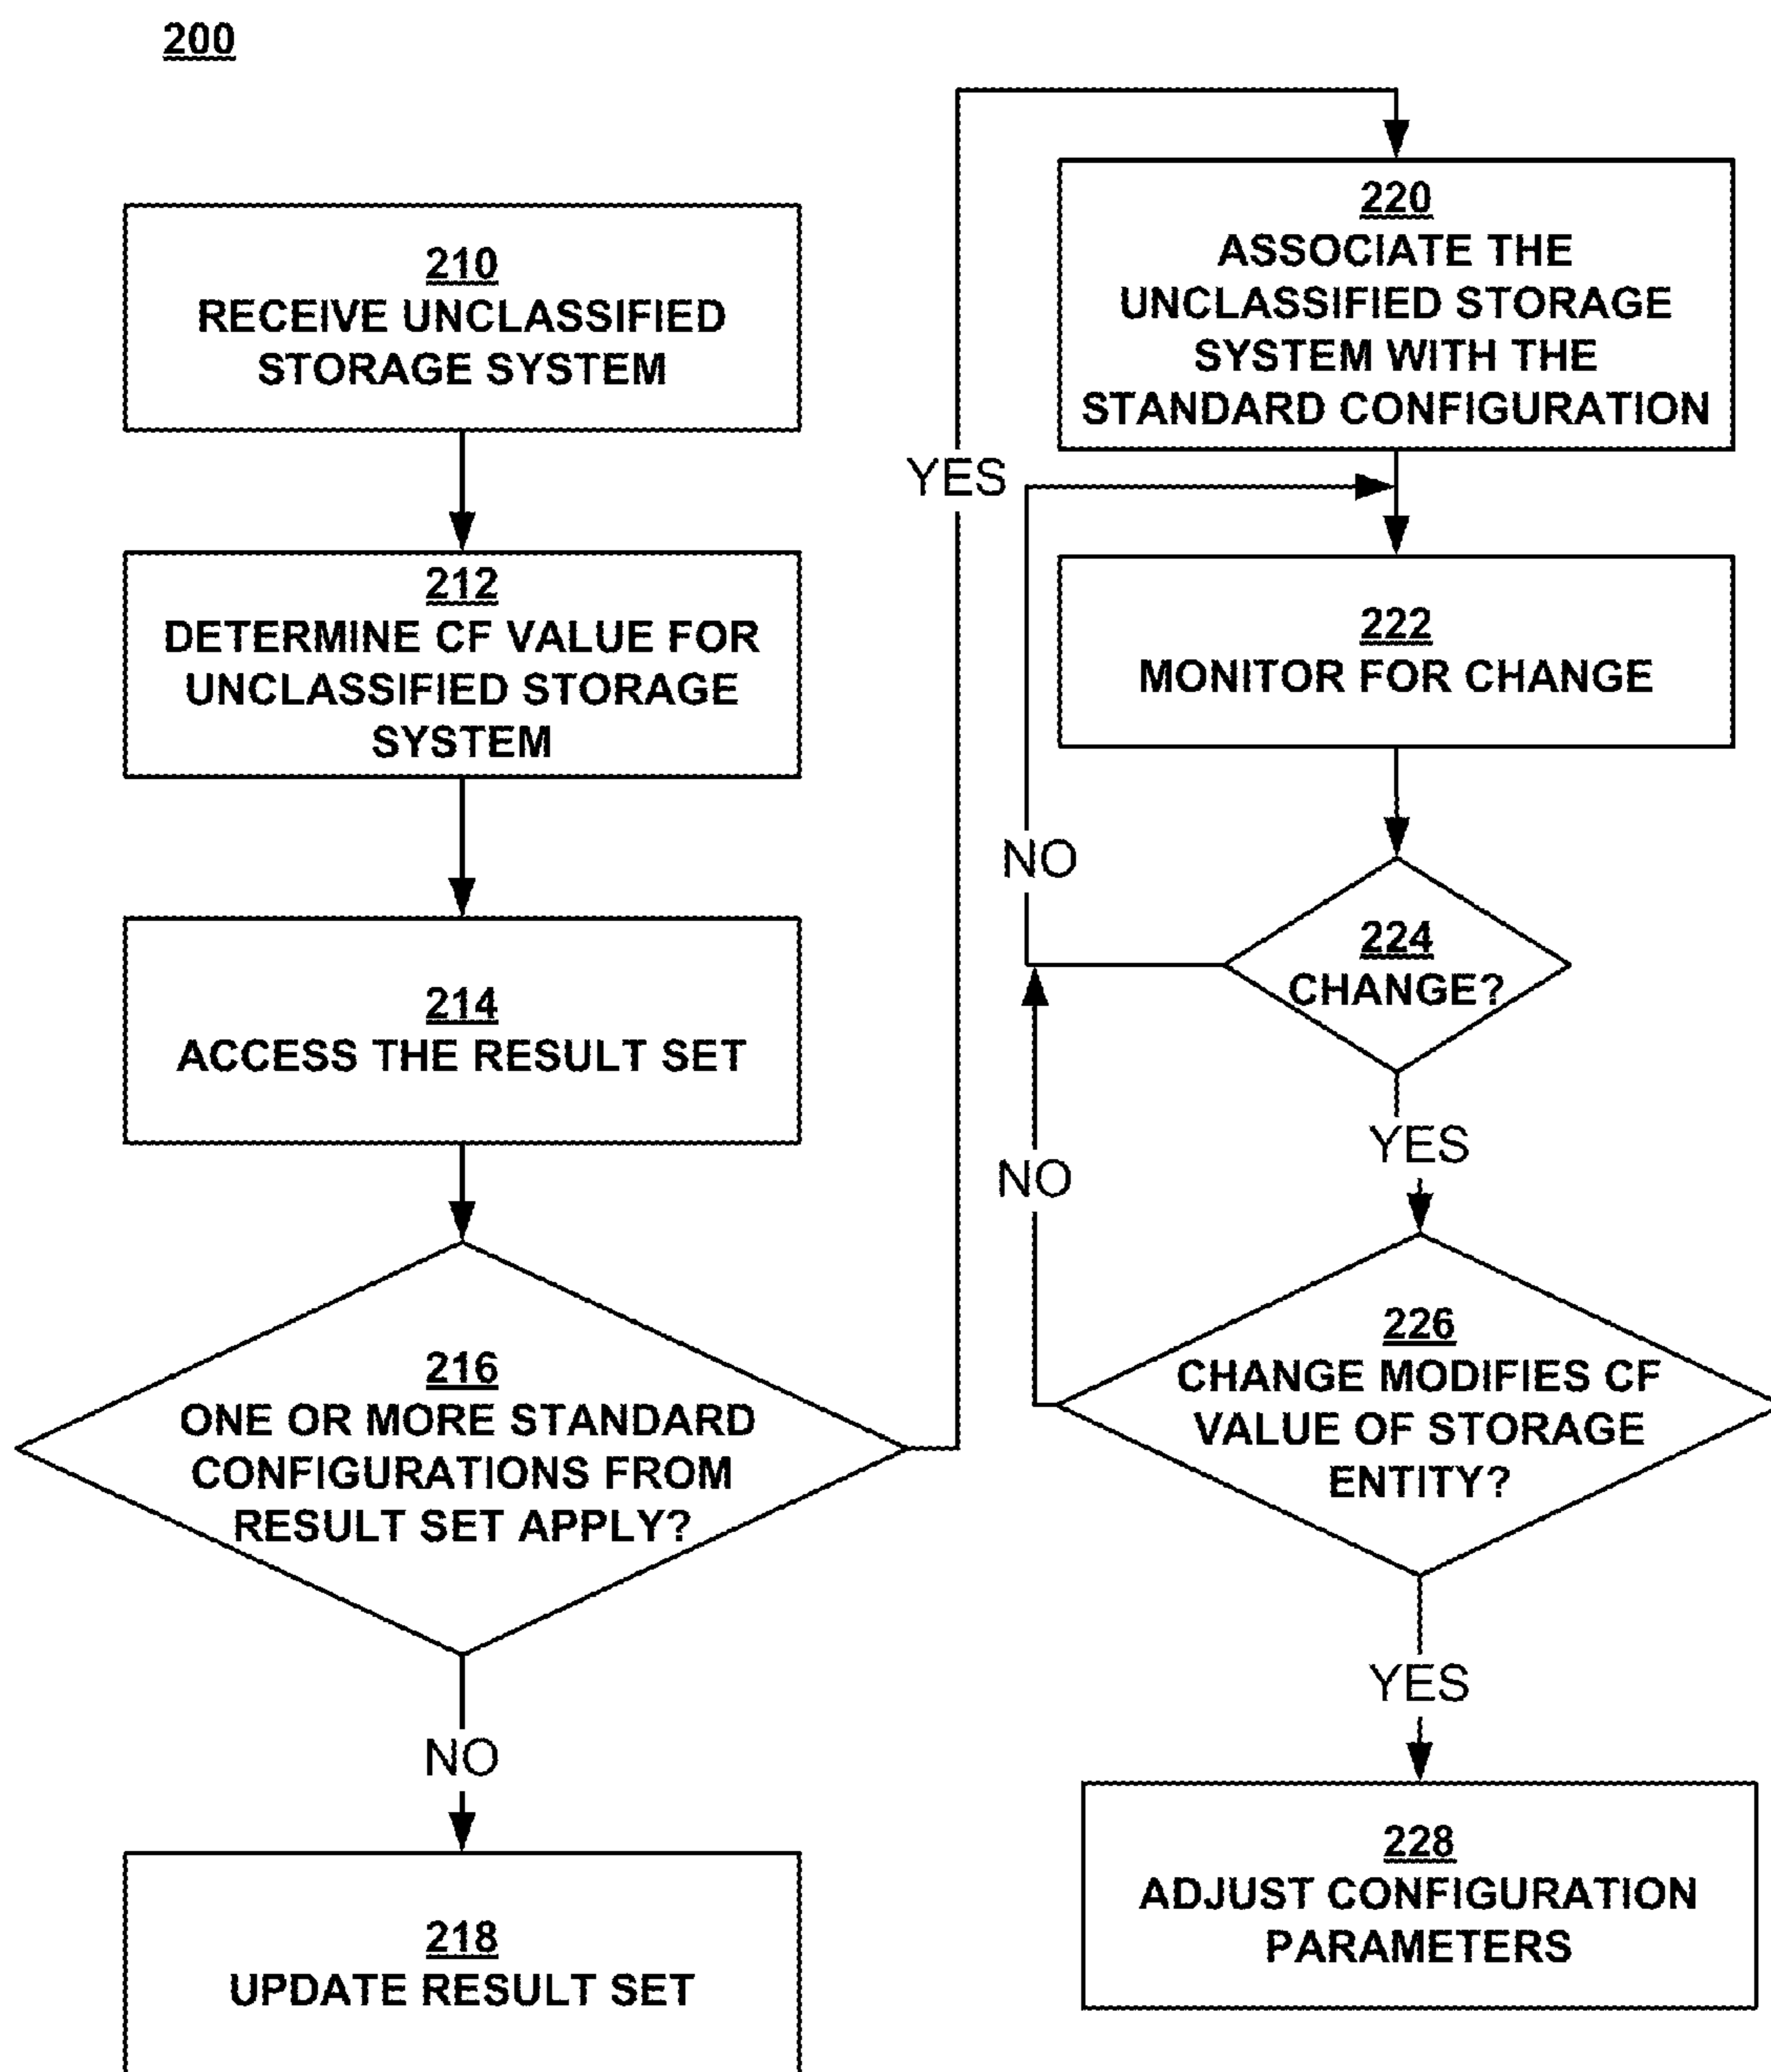 200
210
RECEIVE UNCLASSIFIED
STORAGE SYSTEM
212
DETERMINE CF VALUE FOR
UNCLASSIFIED STORAGE
SYSTEM
214
ACCESS THE RESULT SET
216
ONE OR MORE STANDARD
CONFIGURATIONS FROM
RESULT SET APPLY?
NO
218
UPDATE RESULT SET
YES
220
ASSOCIATE THE
UNCLASSIFIED STORAGE
SYSTEM WITH THE
STANDARD CONFIGURATION
222
MONITOR FOR CHANGE
NO
224
CHANGE?
YES
NO
226
CHANGE MODIFIES CF
VALUE OF STORAGE
ENTITY?
YES
228
ADJUST CONFIGURATION
PARAMETERS